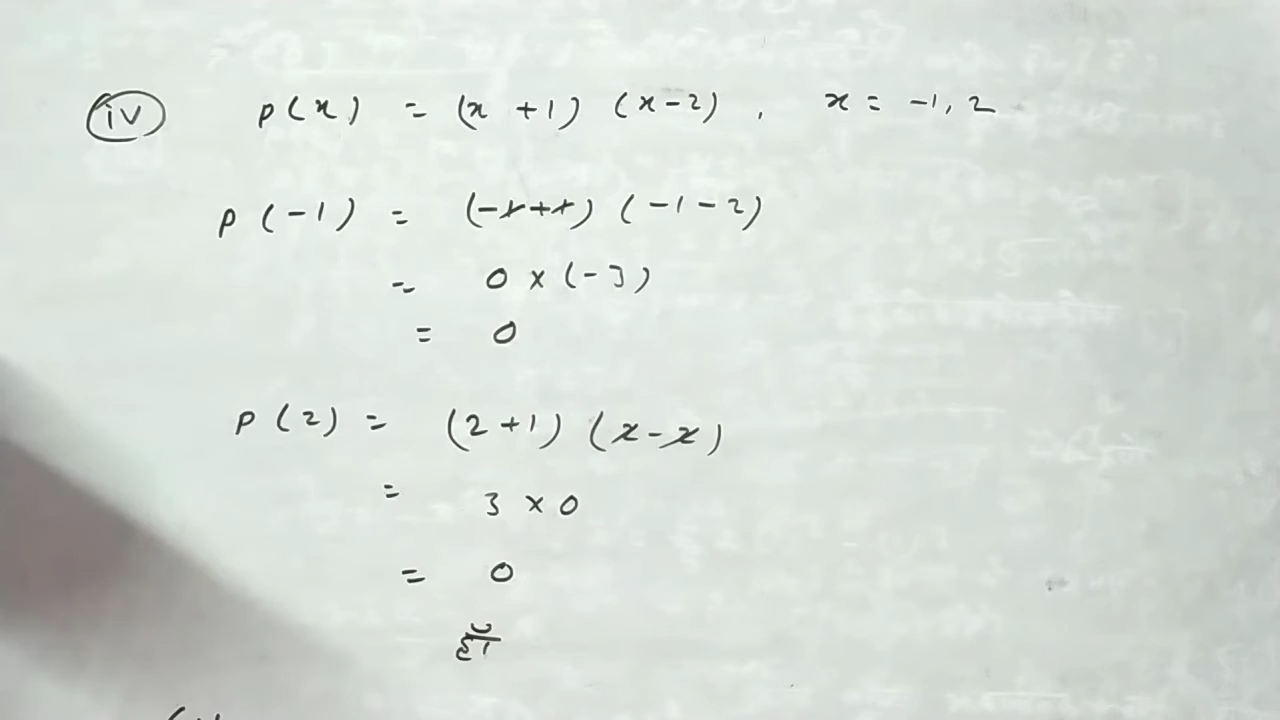 (iv) p(x) = (x + 1) (x - 2) , x = -1, 2
p (-1) = (-1+1) (-1-2)
= 0 × (-3)
= 0
p (2) = (2+1) (2-2)
= 3 × 0
= 0
हाँ